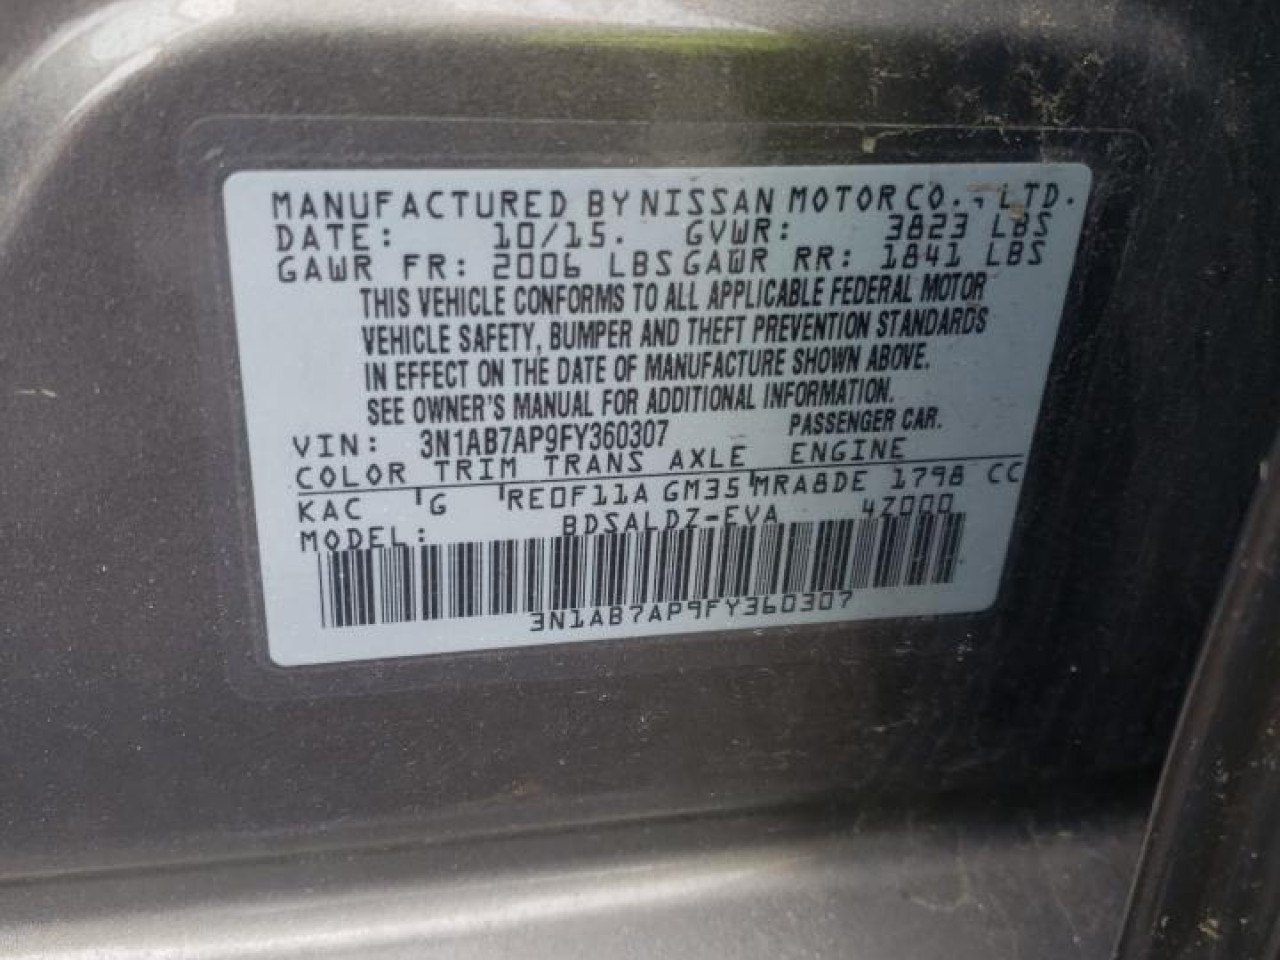 MANUFACTURED BY NISSAN MOTOR CO., LTD.
DATE: 10/15. GVWR: 3823 LBS
GAWR FR: 2006 LBS GAWR RR: 1841 LBS
THIS VEHICLE CONFORMS TO ALL APPLICABLE FEDERAL MOTOR
VEHICLE SAFETY, BUMPER AND THEFT PREVENTION STANDARDS
IN EFFECT ON THE DATE OF MANUFACTURE SHOWN ABOVE.
SEE OWNER'S MANUAL FOR ADDITIONAL INFORMATION.
VIN: 3N1AB7AP9FY360307 PASSENGER CAR.
COLOR TRIM TRANS AXLE ENGINE
KAC G RE0F11A GM35 MRA8DE 1798 CC
MODEL: BDSALDZ-EVA 4Z000
3N1AB7AP9FY360307